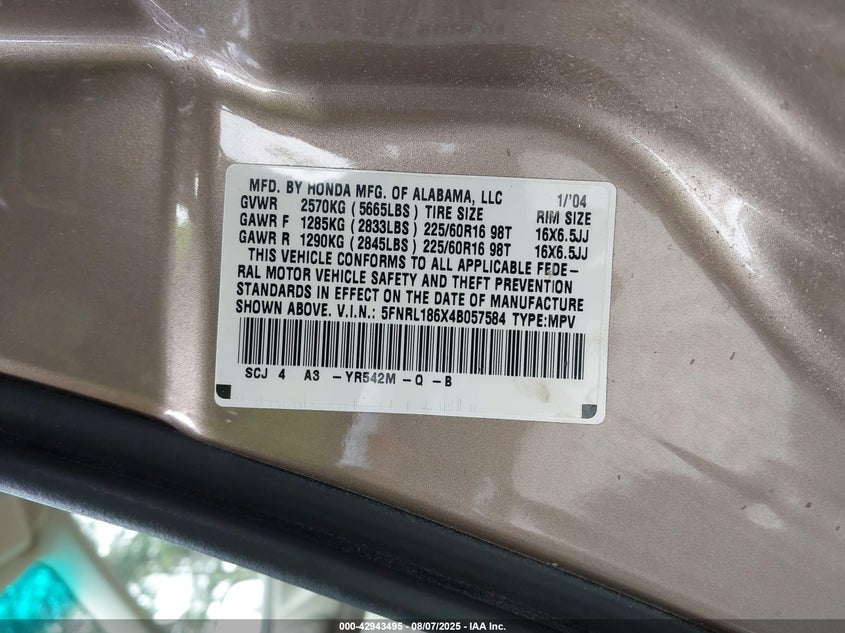 MFD. BY HONDA MFG. OF ALABAMA, LLC 1/'04
GVWR 2570KG (5665LBS) TIRE SIZE RIM SIZE
GAWR F 1285KG (2833LBS) 225/60R16 98T 16X6.5JJ
GAWR R 1290KG (2845LBS) 225/60R16 98T 16X6.5JJ
THIS VEHICLE CONFORMS TO ALL APPLICABLE FEDE-
RAL MOTOR VEHICLE SAFETY AND THEFT PREVENTION
STANDARDS IN EFFECT ON THE DATE OF MANUFACTURE
SHOWN ABOVE. V.I.N.: 5FNRL186X4B057584 TYPE:MPV
SCJ 4 A3 -YR542M -Q -B
000-42943495 - 08/07/2025 - IAA Inc.